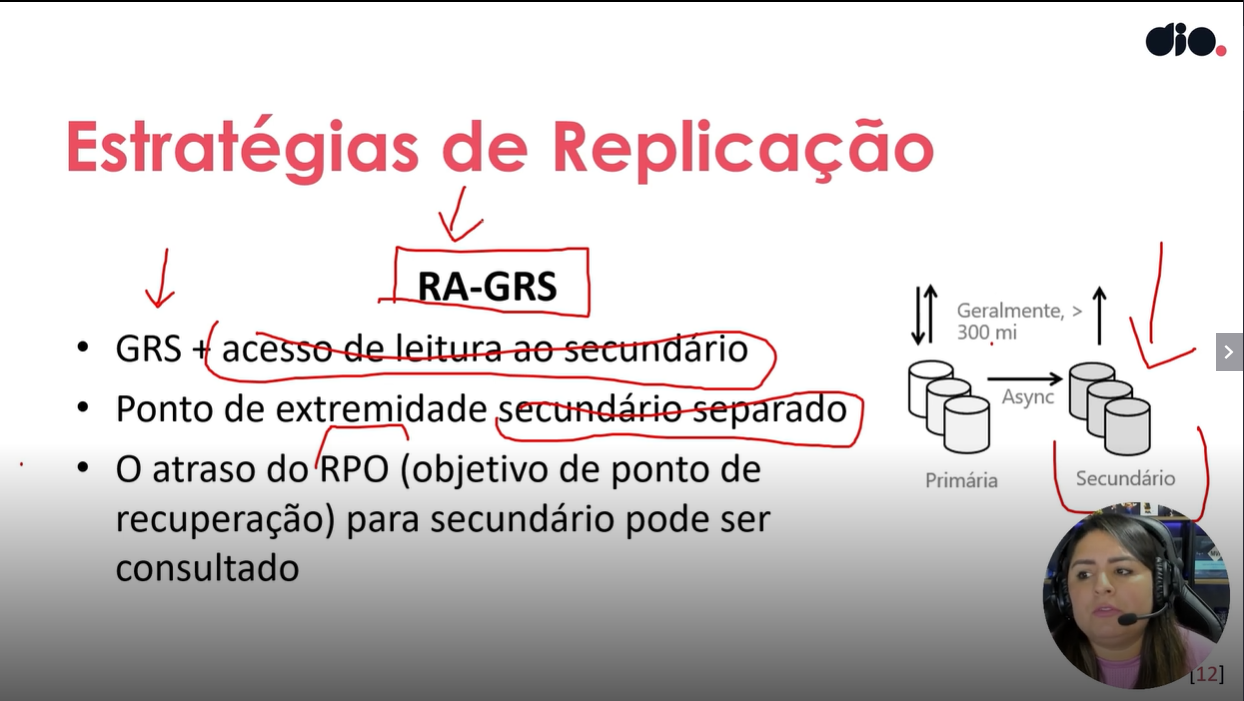 dio.
Estratégias de Replicação
RA-GRS
• GRS + acesso de leitura ao secundário
• Ponto de extremidade secundário separado
• O atraso do RPO (objetivo de ponto de
recuperação) para secundário pode ser
consultado
Geralmente, >
300 mi
Async
Primária
Secundário
[12]